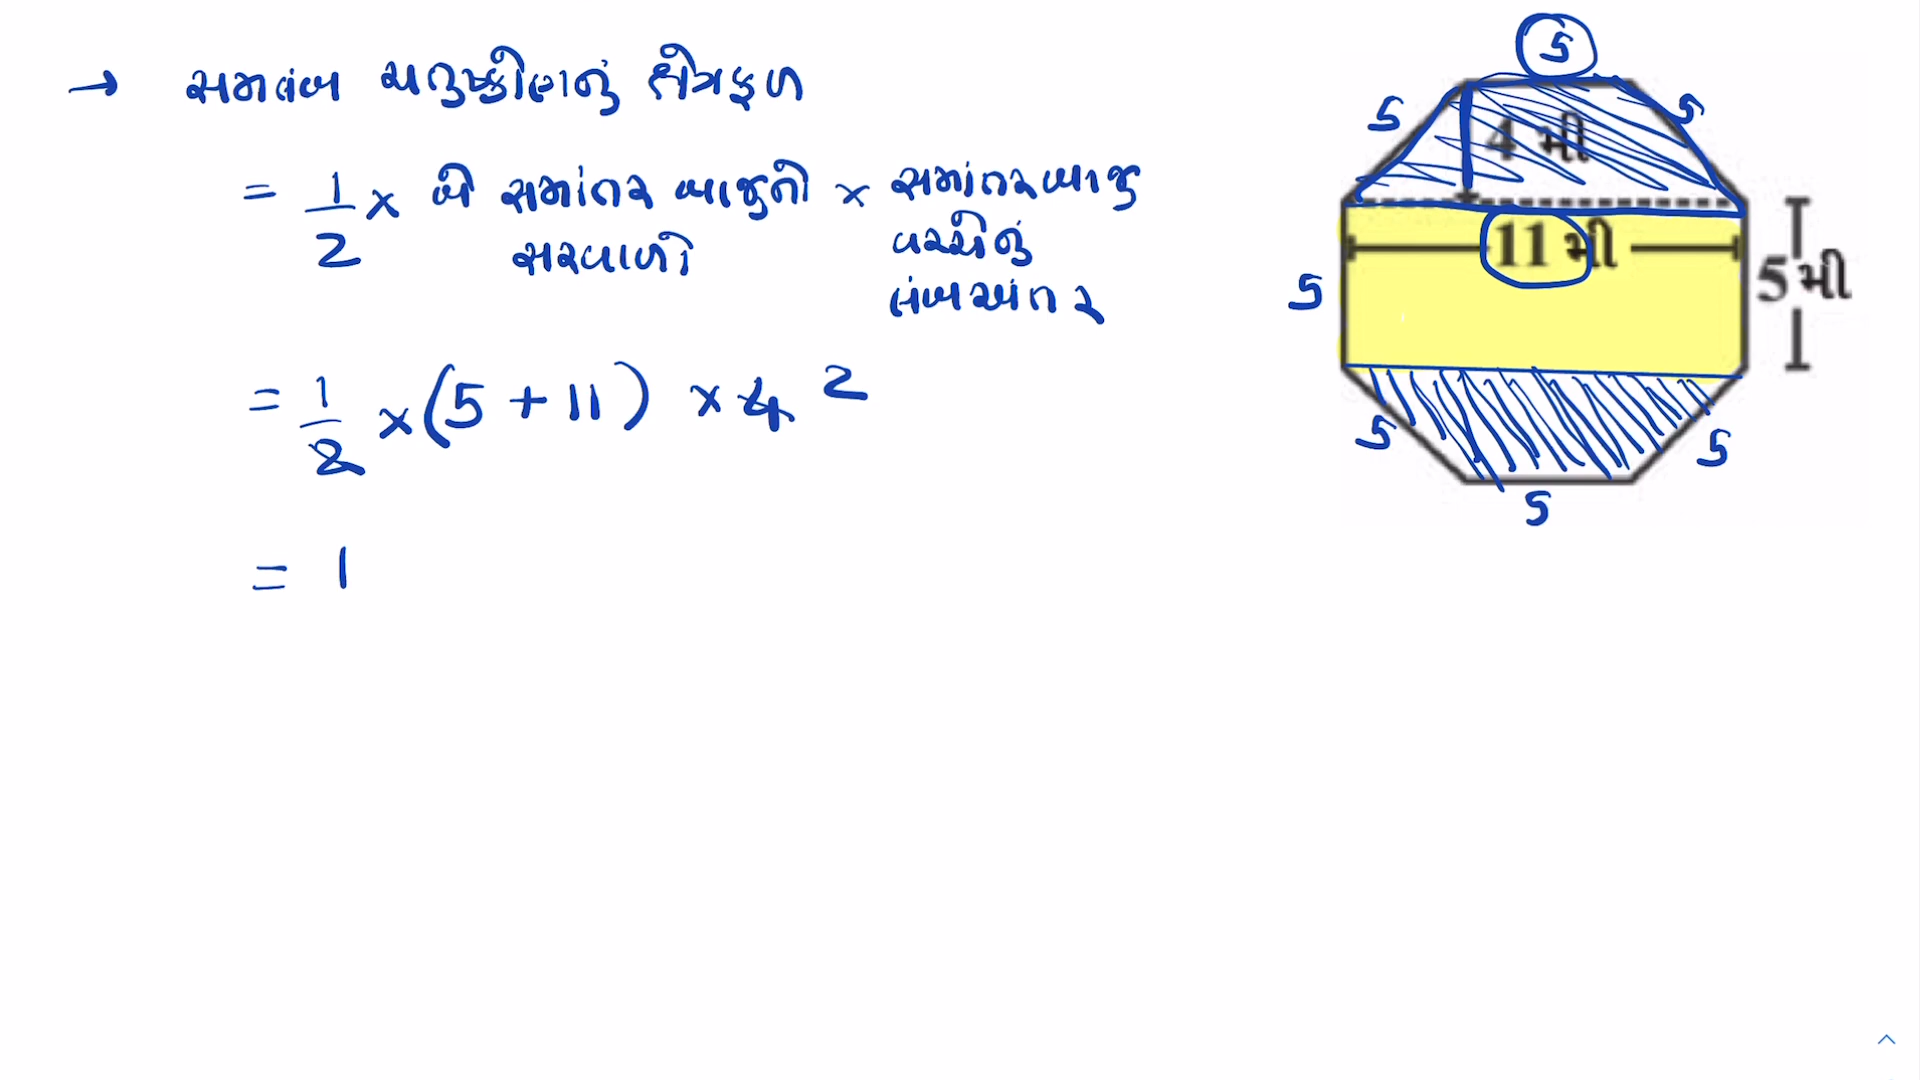 → સમલંબ ચતુષ્કોણનું ક્ષેત્રફળ
= 1/2 × બે સમાંતર બાજુનો સરવાળો × સમાંતર બાજુ વચ્ચેનું લંબઅંતર
= 1/2 × (5 + 11) × 4 2
= 1
5
5 5
4 મી
11 મી
5 5 મી
5 5
5